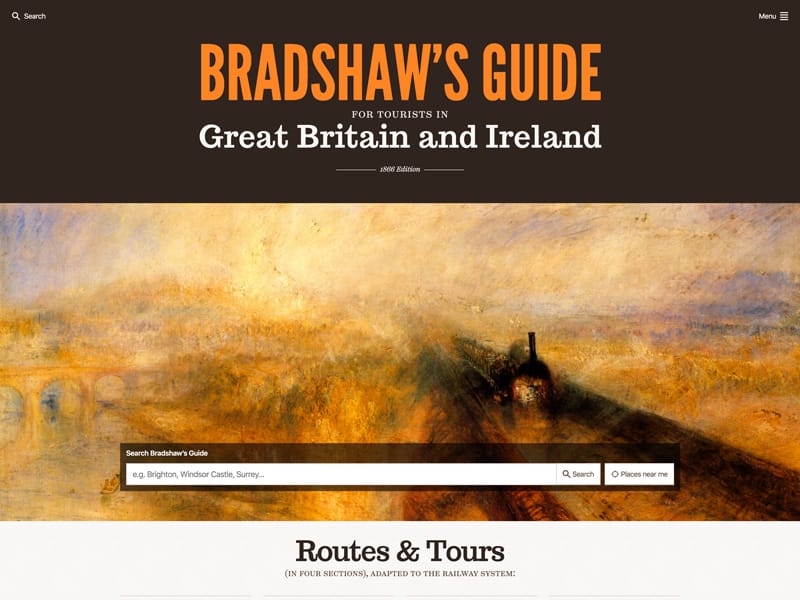 Search
Menu
BRADSHAW'S GUIDE
FOR TOURISTS IN
Great Britain and Ireland
1866 Edition
Search Bradshaw's Guide
e.g. Brighton, Windsor Castle, Surrey...
Search
Places near me
Routes & Tours
(IN FOUR SECTIONS), ADAPTED TO THE RAILWAY SYSTEM: